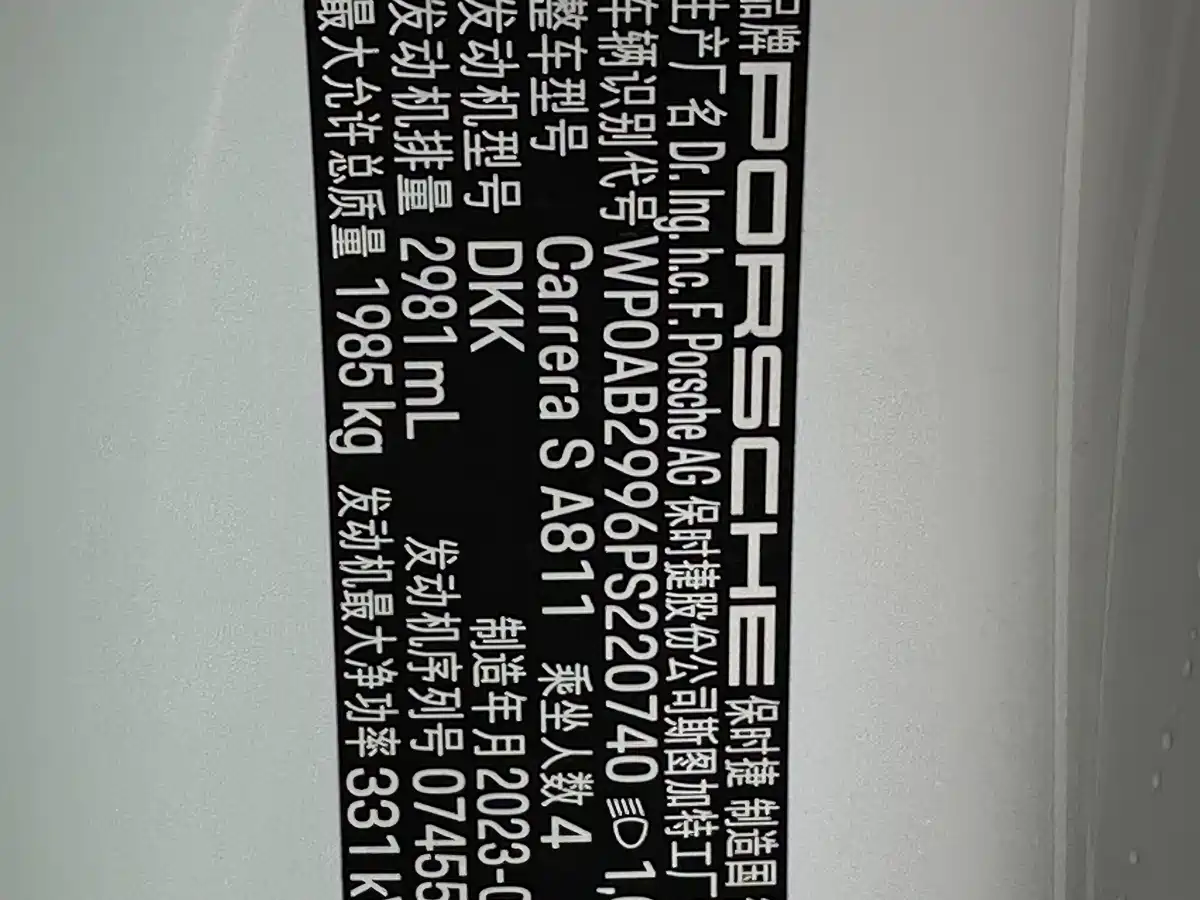 品牌 PORSCHE 保时捷 制造国
生产厂名 Dr. Ing. h.c. F. Porsche AG 保时捷股份公司斯图加特工厂
车辆识别代号 WP0AB2996PS220740 1,
整车型号 Carrera S A811 乘坐人数 4
发动机型号 DKK 制造年月 2023-0
发动机排量 2981 mL 发动机序列号 07455
最大允许总质量 1985 kg 发动机最大净功率 331 k